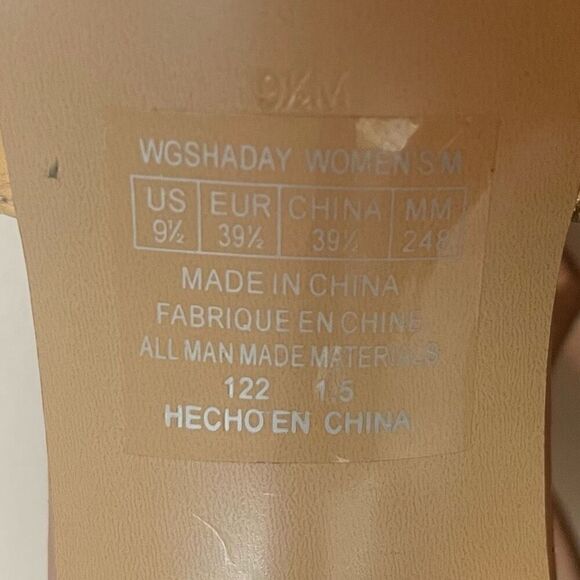 9½M
WGSHADAY WOMEN'S M
US EUR CHINA MM
9½ 39½ 39½ 248
MADE IN CHINA
FABRIQUE EN CHINE
ALL MAN MADE MATERIALS
122 1.5
HECHO EN CHINA